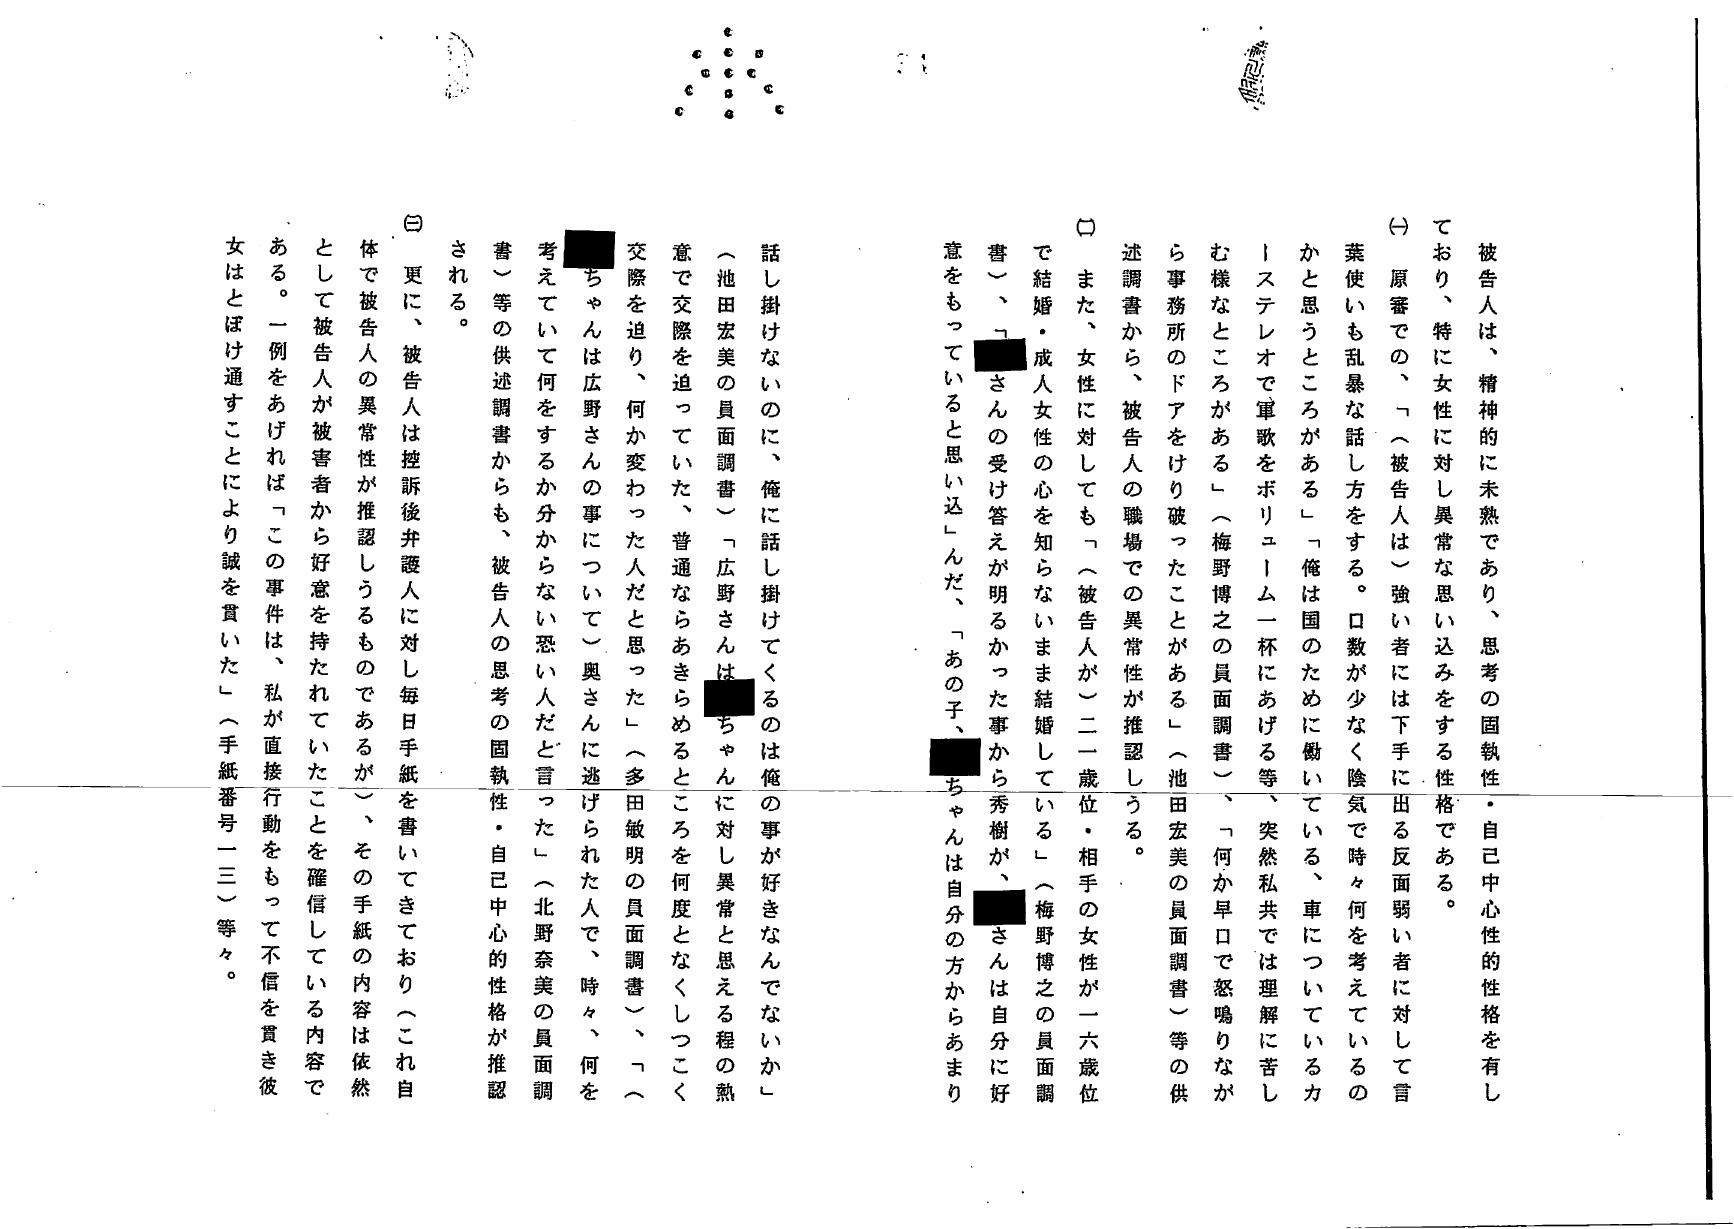 被告人は、精神的に未熟であり、思考の固執性・自己中心性的性格を有し
ており、特に女性に対し異常な思い込みをする性格である。
㈠　原審での、「（被告人は）強い者には下手に出る反面弱い者に対して言
葉使いも乱暴な話し方をする。口数が少なく陰気で時々何を考えているの
かと思うところがある」「俺は国のために働いている、車についているカ
ーステレオで軍歌をボリューム一杯にあげる等、突然私共では理解に苦し
む様なところがある」（梅野博之の員面調書）、「何か早口で怒鳴りなが
ら事務所のドアをけり破ったことがある」（池田宏美の員面調書）等の供
述調書から、被告人の職場での異常性が推認しうる。
㈡　また、女性に対しても「（被告人が）二一歳位・相手の女性が一六歳位
で結婚・成人女性の心を知らないまま結婚している」（梅野博之の員面調
書）、「さんの受け答えが明るかった事から秀樹が、さんは自分に好
意をもっていると思い込」んだ、「あの子、ちゃんは自分の方からあまり
話し掛けないのに、俺に話し掛けてくるのは俺の事が好きなんでないか」
（池田宏美の員面調書）「広野さんはちゃんに対し異常と思える程の熱
意で交際を迫っていた、普通ならあきらめるところを何度となくしつこく
交際を迫り、何か変わった人だと思った」（多田敏明の員面調書）、「（
ちゃんは広野さんの事について）奥さんに逃げられた人で、時々、何を
考えていて何をするか分からない恐い人だと言った」（北野奈美の員面調
書）等の供述調書からも、被告人の思考の固執性・自己中心的性格が推認
される。
㈢　更に、被告人は控訴後弁護人に対し毎日手紙を書いてきており（これ自
体で被告人の異常性が推認しうるものであるが）、その手紙の内容は依然
として被告人が被害者から好意を持たれていたことを確信している内容で
ある。一例をあげれば「この事件は、私が直接行動をもって不信を貫き彼
女はとぼけ通すことにより誠を貫いた」（手紙番号一三）等々。